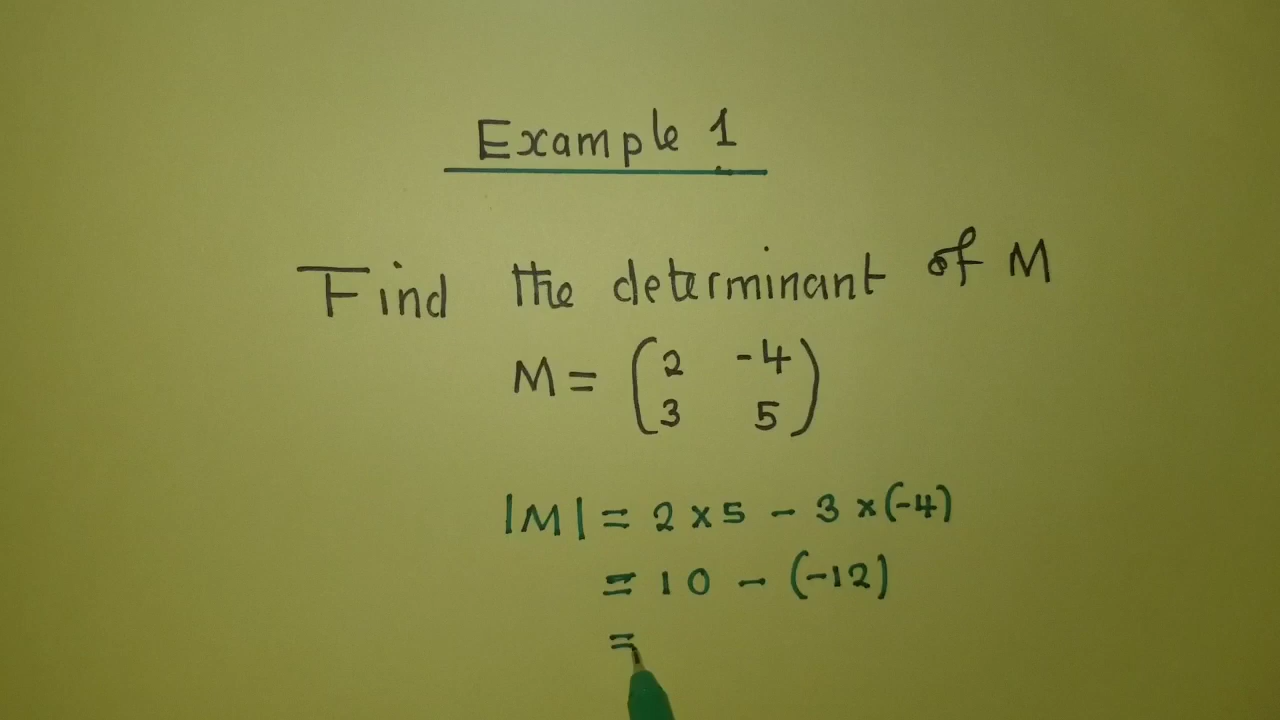 Example 1
Find the determinant of M
M = (2 -4
3 5)
|M| = 2 × 5 - 3 × (-4)
= 10 - (-12)
=